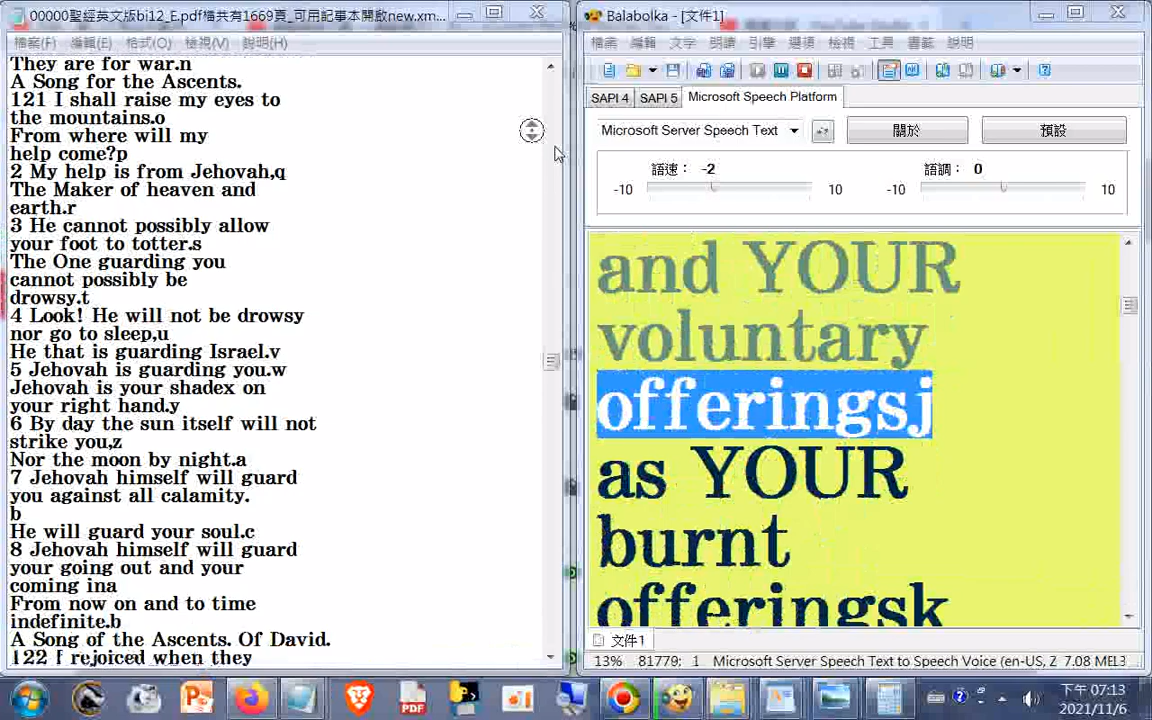 00000聖經英文版bi12_E.pdf檔共有1669頁_可用記事本開啟new.xm...
檔案(F) 編輯(E) 格式(O) 檢視(V) 說明(H)
They are for war.n
A Song for the Ascents.
121 I shall raise my eyes to
the mountains.o
From where will my
help come?p
2 My help is from Jehovah,q
The Maker of heaven and
earth.r
3 He cannot possibly allow
your foot to totter.s
The One guarding you
cannot possibly be
drowsy.t
4 Look! He will not be drowsy
nor go to sleep,u
He that is guarding Israel.v
5 Jehovah is guarding you.w
Jehovah is your shadex on
your right hand.y
6 By day the sun itself will not
strike you,z
Nor the moon by night.a
7 Jehovah himself will guard
you against all calamity.
b
He will guard your soul.c
8 Jehovah himself will guard
your going out and your
coming ina
From now on and to time
indefinite.b
A Song of the Ascents. Of David.
122 I rejoiced when they
Balabolka - [文件1]
檔案 編輯 文字 朗讀 引擎 選項 檢視 工具 書籤 說明
SAPI 4 SAPI 5 Microsoft Speech Platform
Microsoft Server Speech Text 關於 預設
語速： -2 語調： 0
-10 10 -10 10
and YOUR
voluntary
offeringsj
as YOUR
burnt
offeringsk
文件1
13% 81779: 1 Microsoft Server Speech Text to Speech Voice (en-US, Z 7.08 MEL3
PDF
下午 07:13
2021/11/6